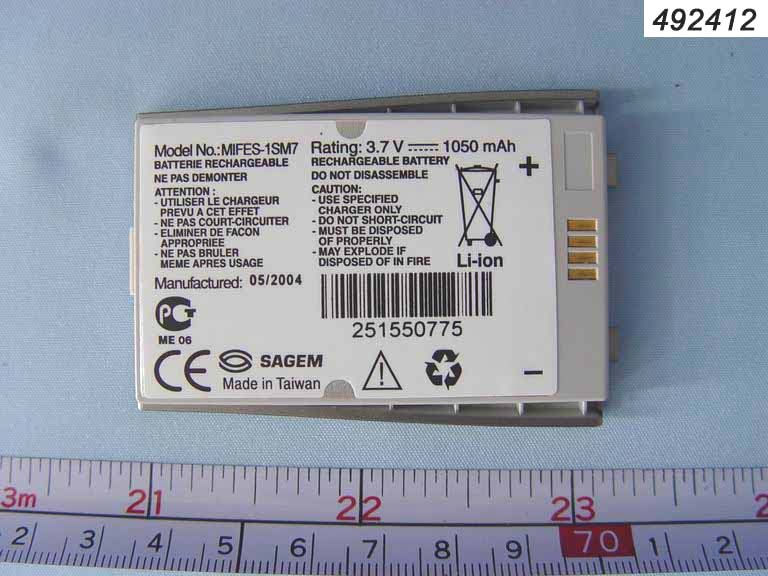 492412
Model No.:MIFES-1SM7
BATTERIE RECHARGEABLE
NE PAS DEMONTER
ATTENTION :
- UTILISER LE CHARGEUR
PREVU A CET EFFET
- NE PAS COURT-CIRCUITER
- ELIMINER DE FACON
APPROPRIEE
- NE PAS BRULER
MEME APRES USAGE
Manufactured: 05/2004
Rating: 3.7 V 1050 mAh
RECHARGEABLE BATTERY
DO NOT DISASSEMBLE
CAUTION:
- USE SPECIFIED
CHARGER ONLY
- DO NOT SHORT-CIRCUIT
- MUST BE DISPOSED
OF PROPERLY
- MAY EXPLODE IF
DISPOSED OF IN FIRE
+
Li-ion
251550775
PCT
ME 06
CE
SAGEM
Made in Taiwan
!
−
3m 21 22 23 2
2 3 4 5 6 7 8 9 70 1 2